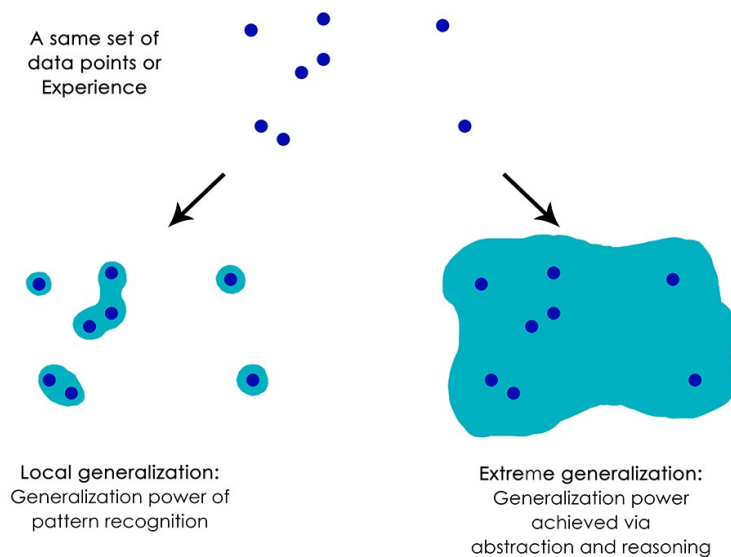 A same set of
data points or
Experience
Local generalization:
Generalization power of
pattern recognition
Extreme generalization:
Generalization power
achieved via
abstraction and reasoning